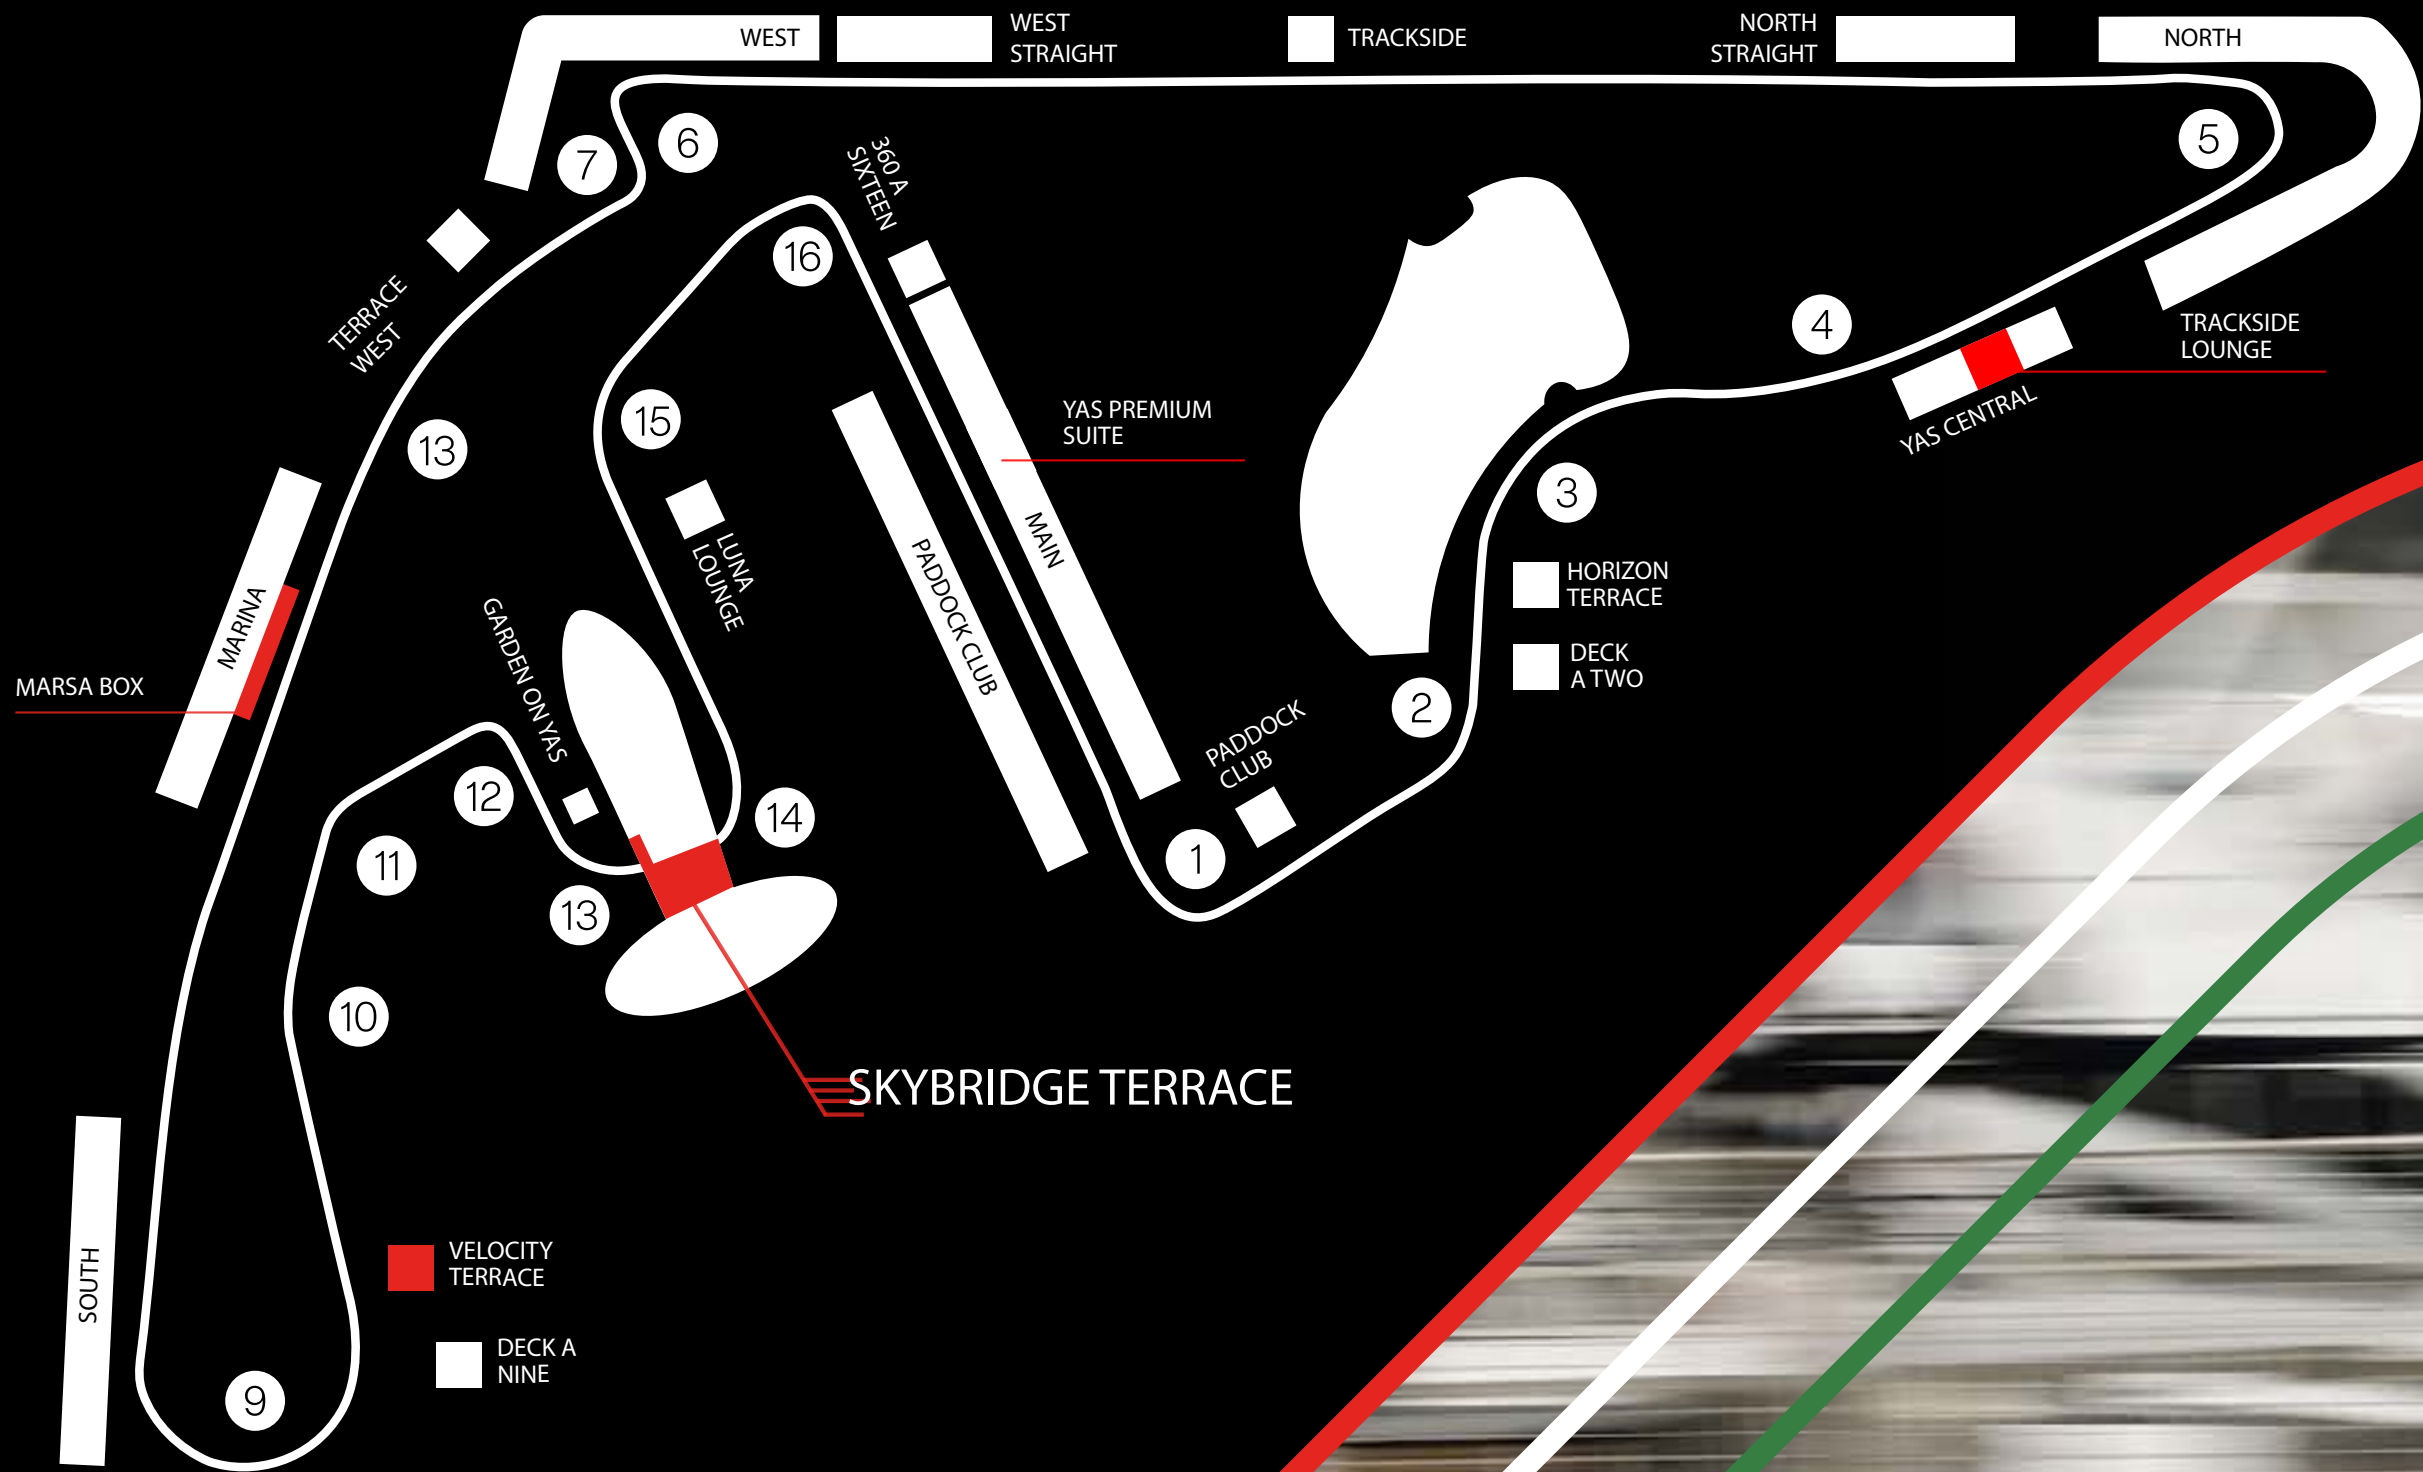 WEST
WEST
STRAIGHT
TRACKSIDE
NORTH
STRAIGHT
NORTH
7
6
5
360 A
SIXTEEN
16
TERRACE
WEST
4
TRACKSIDE
LOUNGE
YAS CENTRAL
13
15
YAS PREMIUM
SUITE
3
MAIN
LUNA
LOUNGE
PADDOCK CLUB
HORIZON
TERRACE
DECK
A TWO
MARINA
MARSA BOX
GARDEN ON YAS
2
PADDOCK
CLUB
12
14
1
11
13
10
SKYBRIDGE TERRACE
SOUTH
VELOCITY
TERRACE
DECK A
NINE
9